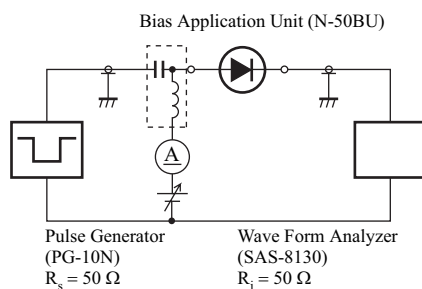 Bias Application Unit (N-50BU)
A
Pulse Generator
(PG-10N)
Rs = 50 Ω
Wave Form Analyzer
(SAS-8130)
Ri = 50 Ω